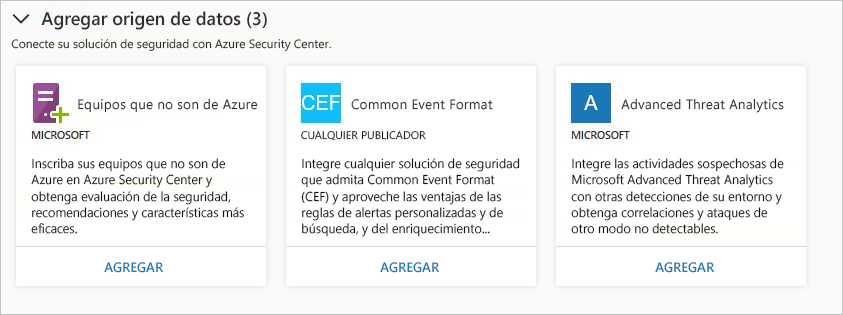 Agregar origen de datos (3)
Conecte su solución de seguridad con Azure Security Center.
Equipos que no son de Azure
MICROSOFT
Inscriba sus equipos que no son de
Azure en Azure Security Center y
obtenga evaluación de la seguridad,
recomendaciones y características más
eficaces.
AGREGAR
CEF
Common Event Format
CUALQUIER PUBLICADOR
Integre cualquier solución de seguridad
que admita Common Event Format
(CEF) y aproveche las ventajas de las
reglas de alertas personalizadas y de
búsqueda, y del enriquecimiento...
AGREGAR
A
Advanced Threat Analytics
MICROSOFT
Integre las actividades sospechosas de
Microsoft Advanced Threat Analytics
con otras detecciones de su entorno y
obtenga correlaciones y ataques de
otro modo no detectables.
AGREGAR